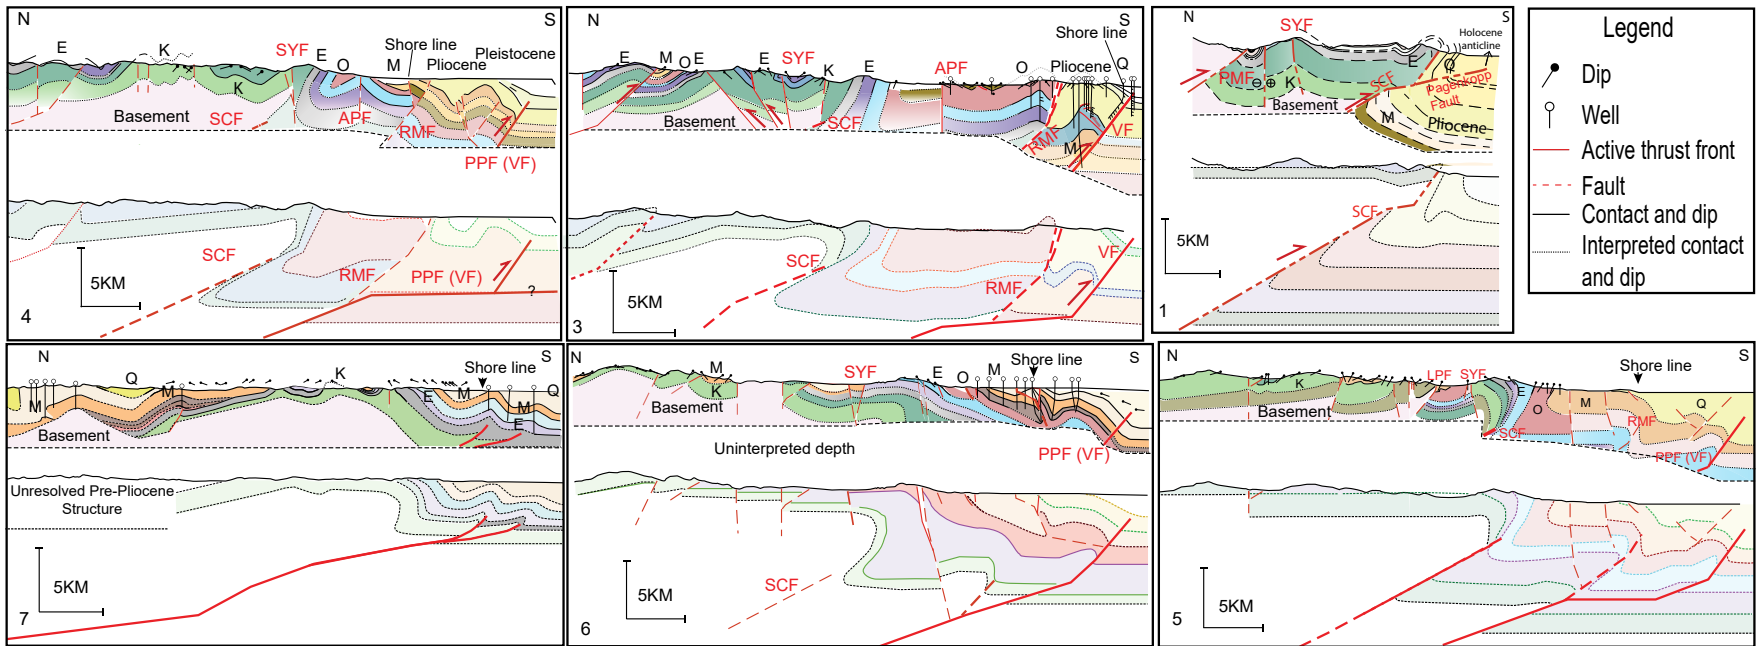 N
S
E
K
SYF
E
O
Shore line
M
Pliocene
Pleistocene
K
Basement
SCF
APF
RMF
PPF (VF)
SCF
RMF
PPF (VF)
?
5KM
4
N
S
Shore line
E
M
O
E
E
SYF
K
E
APF
O
Pliocene
Q
Basement
SCF
RMF
M
VF
SCF
RMF
VF
5KM
3
N
S
SYF
Holocene
anticline
PMF
K
E
Q
SCF
Pagenkopp
Fault
Basement
M
Pliocene
SCF
5KM
1
Legend
Dip
Well
Active thrust front
Fault
Contact and dip
Interpreted contact
and dip
N
S
Shore line
Q
M
M
K
E
M
M
Q
E
Basement
Unresolved Pre-Pliocene
Structure
5KM
7
N
S
Shore line
M
K
SYF
E
O
M
Basement
Uninterpreted depth
PPF (VF)
SCF
5KM
6
N
S
Shore line
K
LPF
SYF
E
O
M
Q
Basement
SCF
RMF
PPF (VF)
5KM
5